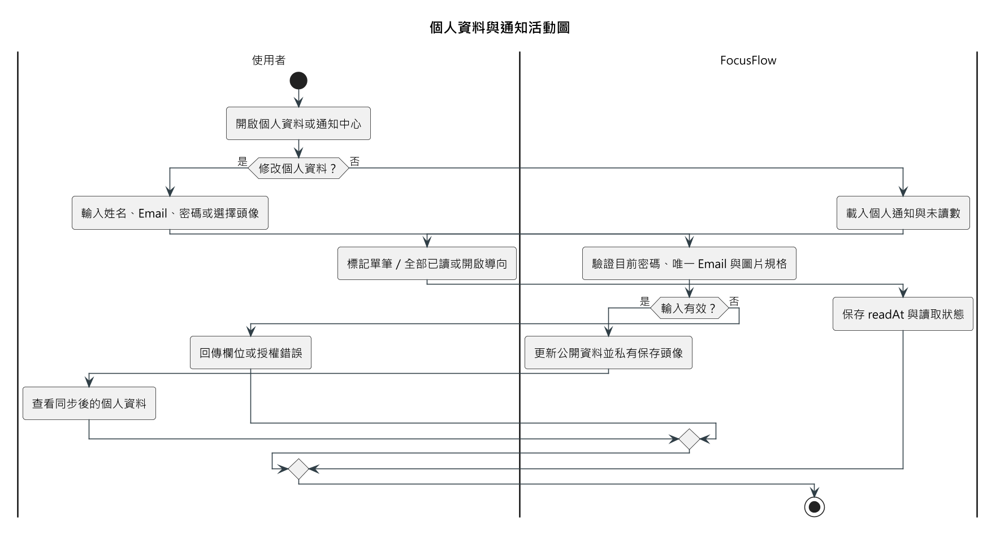 個人資料與通知活動圖
使用者
FocusFlow
開啟個人資料或通知中心
是
修改個人資料？
否
輸入姓名、Email、密碼或選擇頭像
載入個人通知與未讀數
標記單筆 / 全部已讀或開啟導向
驗證目前密碼、唯一 Email 與圖片規格
是
輸入有效？
否
保存 readAt 與讀取狀態
回傳欄位或授權錯誤
更新公開資料並私有保存頭像
查看同步後的個人資料